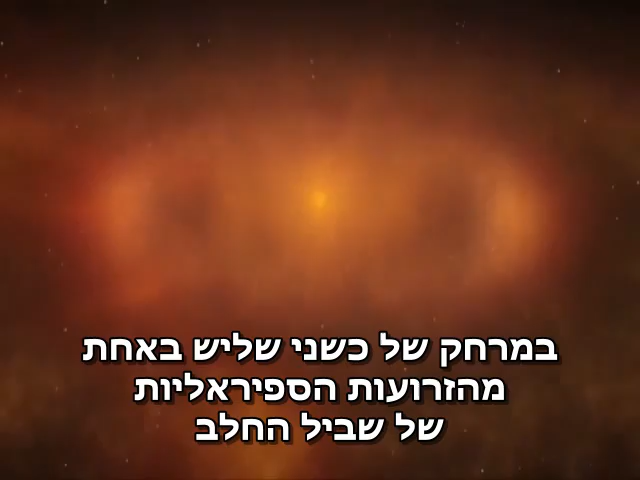 במרחק של כשני שליש באחת
מהזרועות הספיראליות
של שביל החלב